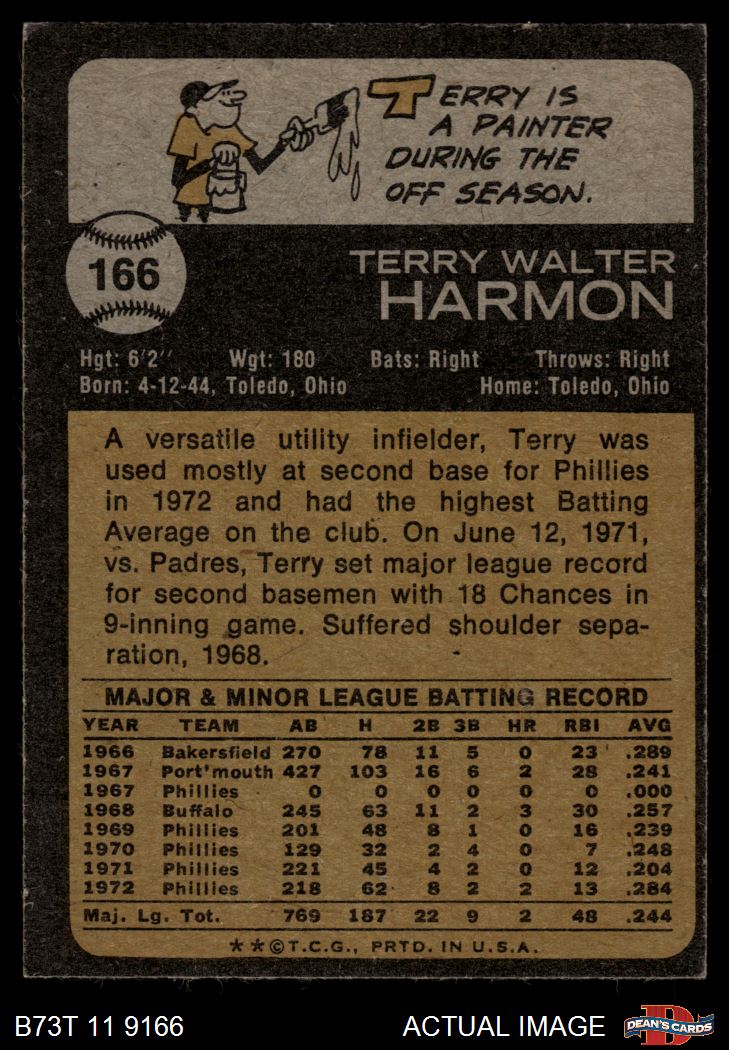 TERRY IS
A PAINTER
DURING THE
OFF SEASON.
166
TERRY WALTER
HARMON
Hgt: 6'2" Wgt: 180 Bats: Right Throws: Right
Born: 4-12-44, Toledo, Ohio Home: Toledo, Ohio
A versatile utility infielder, Terry was
used mostly at second base for Phillies
in 1972 and had the highest Batting
Average on the club. On June 12, 1971,
vs. Padres, Terry set major league record
for second basemen with 18 Chances in
9-inning game. Suffered shoulder sepa-
ration, 1968.
MAJOR & MINOR LEAGUE BATTING RECORD
YEAR TEAM AB H 2B 3B HR RBI AVG
1966 Bakersfield 270 78 11 5 0 23 .289
1967 Port'mouth 427 103 16 6 2 28 .241
1967 Phillies 0 0 0 0 0 0 .000
1968 Buffalo 245 63 11 2 3 30 .257
1969 Phillies 201 48 8 1 0 16 .239
1970 Phillies 129 32 2 4 0 7 .248
1971 Phillies 221 45 4 2 0 12 .204
1972 Phillies 218 62 8 2 2 13 .284
Maj. Lg. Tot. 769 187 22 9 2 48 .244
**©T.C.G., PRTD. IN U.S.A.
B73T 11 9166 ACTUAL IMAGE
D
DEAN'S CARDS